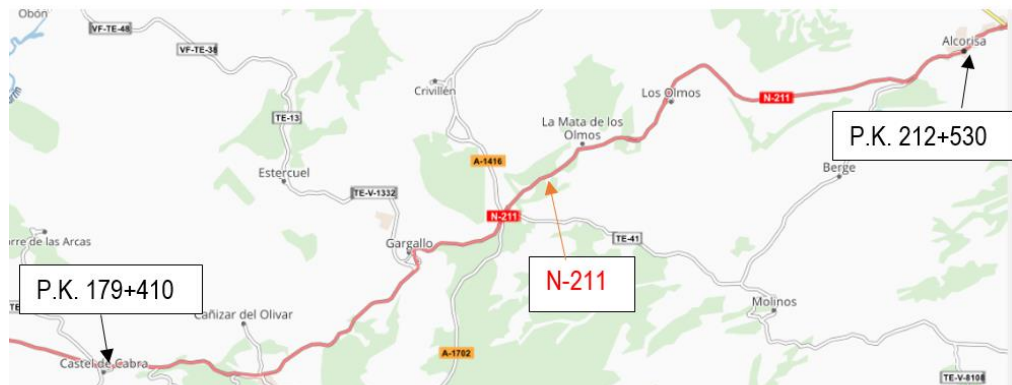 Obón
VF-TE-48
VF-TE-38
Alcorisa
Crivillén
Los Olmos
N-211
TE-13
La Mata de los
Olmos
P.K. 212+530
A-1416
Berge
Estercuel
TE-V-1332
N-211
TE-41
rre de las Arcas
Gargallo
P.K. 179+410
N-211
Molinos
TE
Cañizar del Olivar
A-1702
Castel de Cabra
TE-V-8108